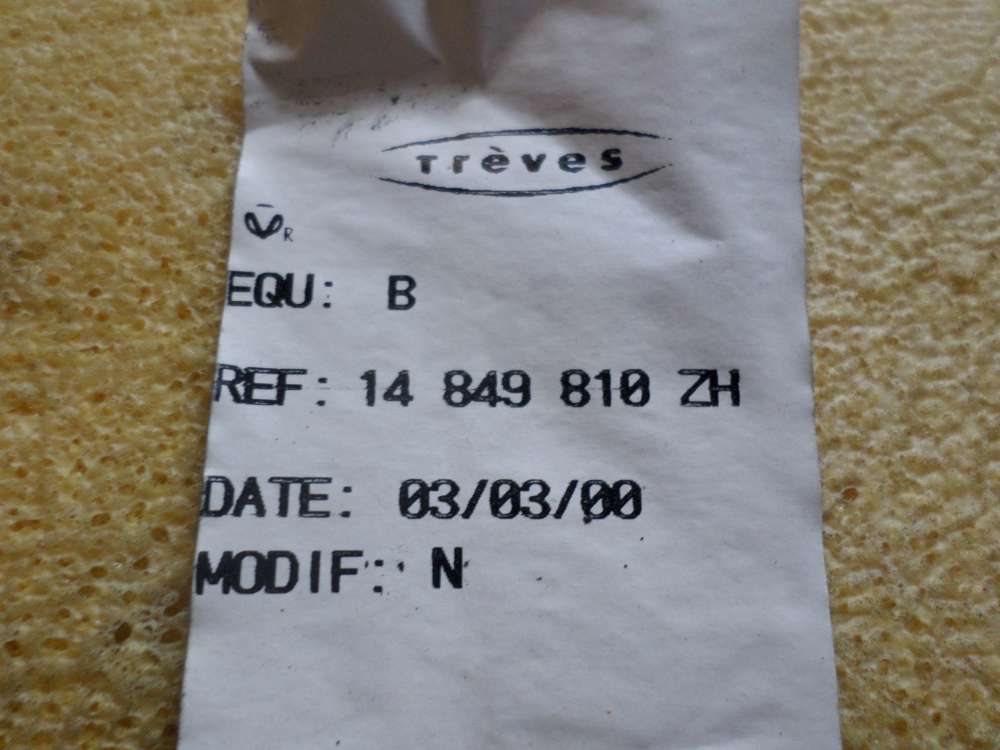 Trèves
R
EQU: B
REF: 14 849 810 ZH
DATE: 03/03/00
MODIF: N